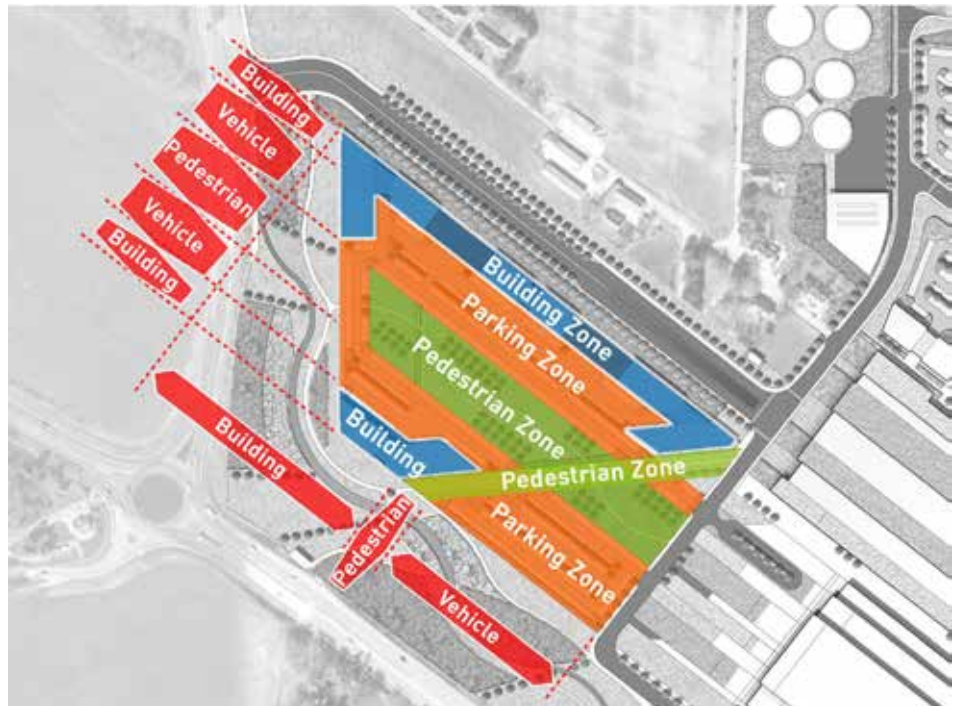 Building
Vehicle
Pedestrian
Vehicle
Building
Building Zone
Parking Zone
Pedestrian Zone
Building
Pedestrian Zone
Parking Zone
Building
Pedestrian
Vehicle